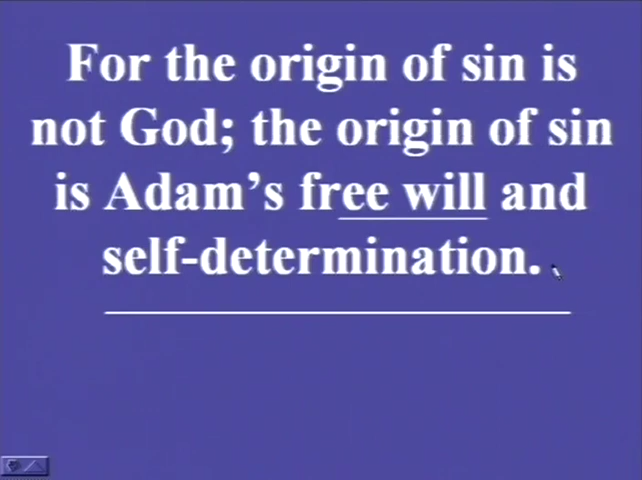 For the origin of sin is
not God; the origin of sin
is Adam’s free will and
self-determination.